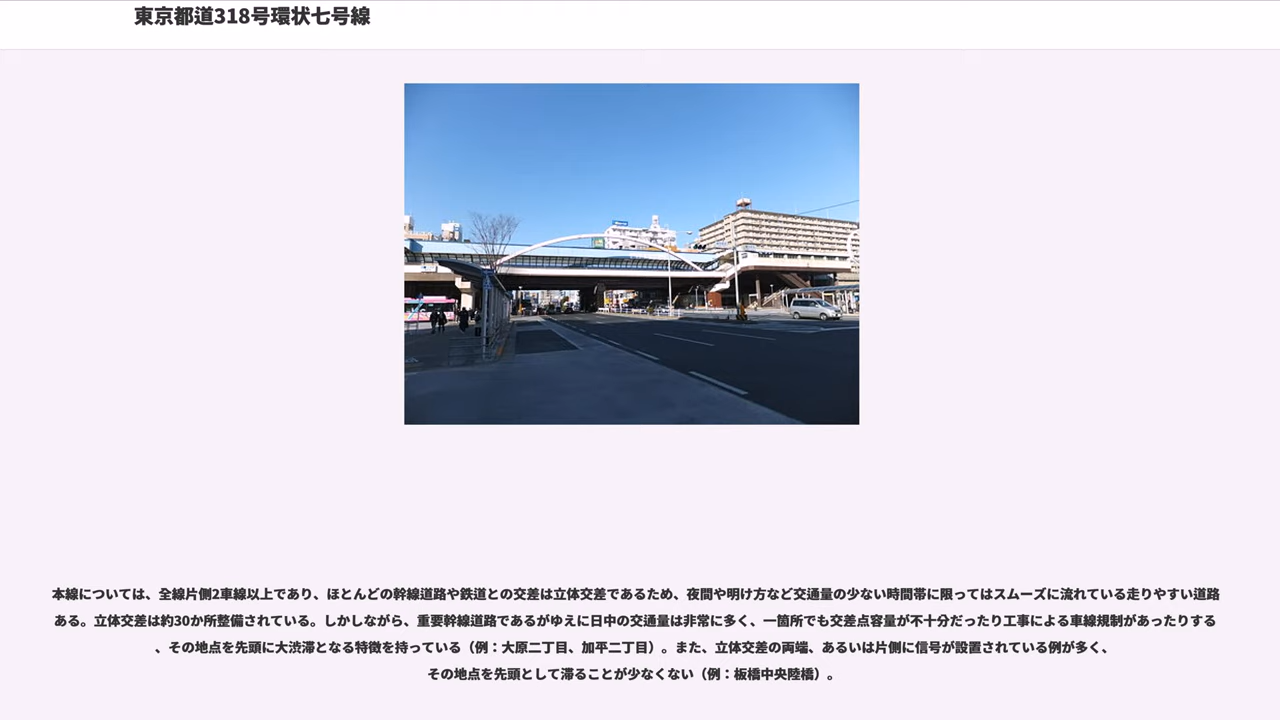 東京都道318号環状七号線
本線については、全線片側2車線以上であり、ほとんどの幹線道路や鉄道との交差は立体交差であるため、夜間や明け方など交通量の少ない時間帯に限ってはスムーズに流れている走りやすい道路
ある。立体交差は約30か所整備されている。しかしながら、重要幹線道路であるがゆえに日中の交通量は非常に多く、一箇所でも交差点容量が不十分だったり工事による車線規制があったりする
、その地点を先頭に大渋滞となる特徴を持っている（例：大原二丁目、加平二丁目）。また、立体交差の両端、あるいは片側に信号が設置されている例が多く、
その地点を先頭として滞ることが少なくない（例：板橋中央陸橋）。